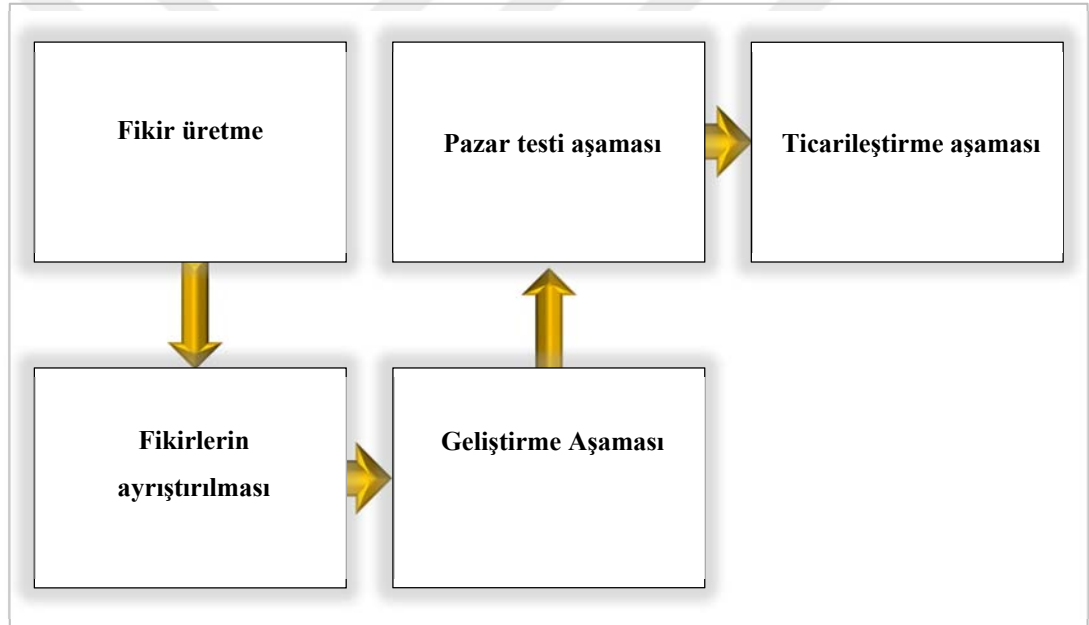 Fikir üretme
Fikirlerin
ayrıştırılması
Geliştirme Aşaması
Pazar testi aşaması
Ticarileştirme aşaması